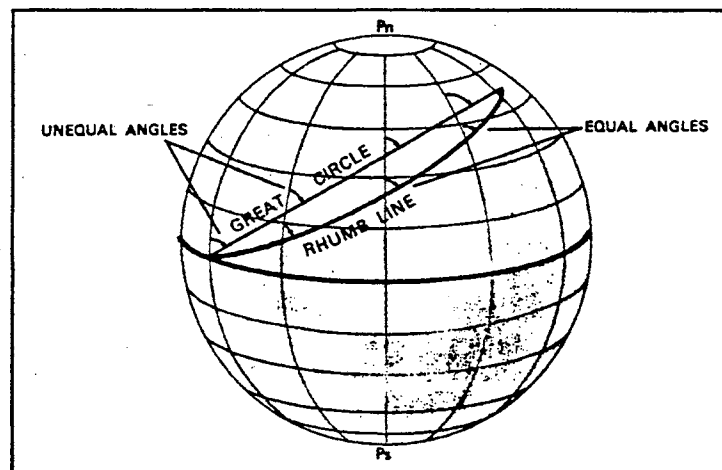 Pn
UNEQUAL ANGLES
EQUAL ANGLES
GREAT CIRCLE
RHUMB LINE
Ps